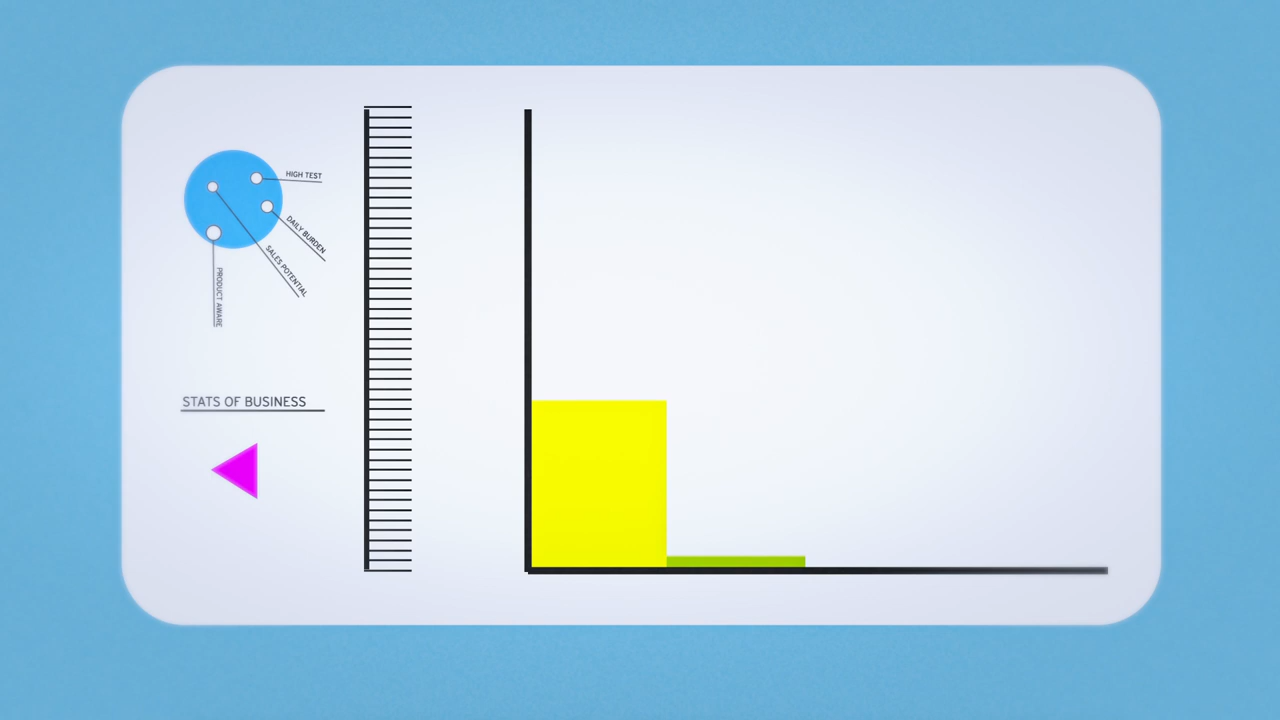 HIGH TEST
DAILY BURDEN
SALES POTENTIAL
PRODUCT AWARE
STATS OF BUSINESS